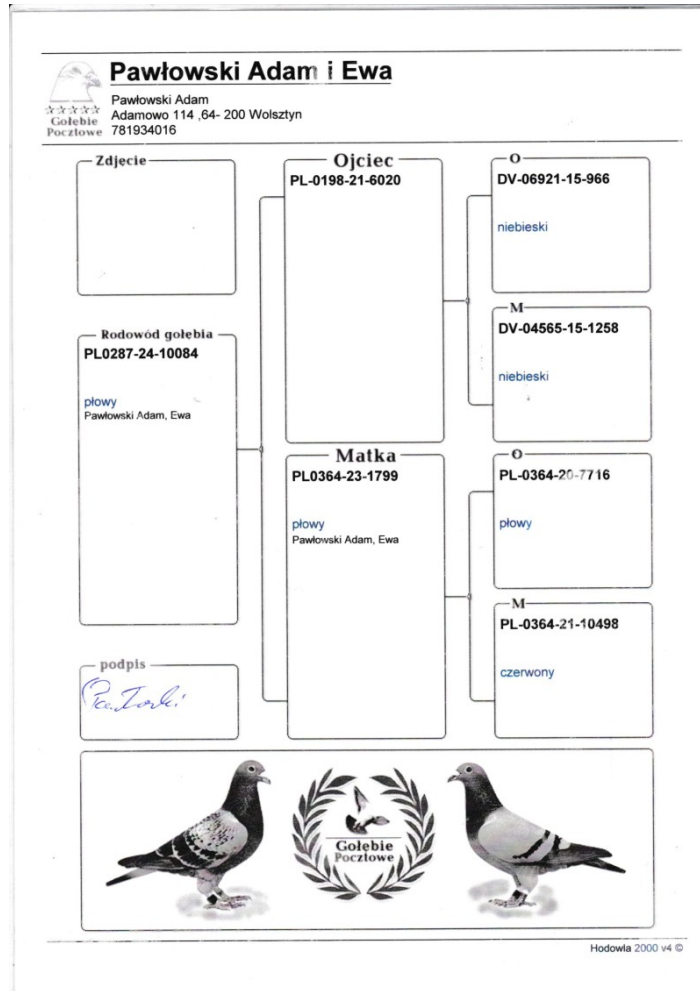 Pawłowski Adam i Ewa
Pawłowski Adam
Adamowo 114 ,64- 200 Wolsztyn
781934016
Gołębie
Pocztowe
Zdjecie
Rodowód gołebia
PL0287-24-10084
płowy
Pawłowski Adam, Ewa
podpis
Ojciec
PL-0198-21-6020
Matka
PL0364-23-1799
płowy
Pawłowski Adam, Ewa
O
DV-06921-15-966
niebieski
M
DV-04565-15-1258
niebieski
O
PL-0364-20-7716
płowy
M
PL-0364-21-10498
czerwony
Gołębie
Pocztowe
Hodowla 2000 v4 ©